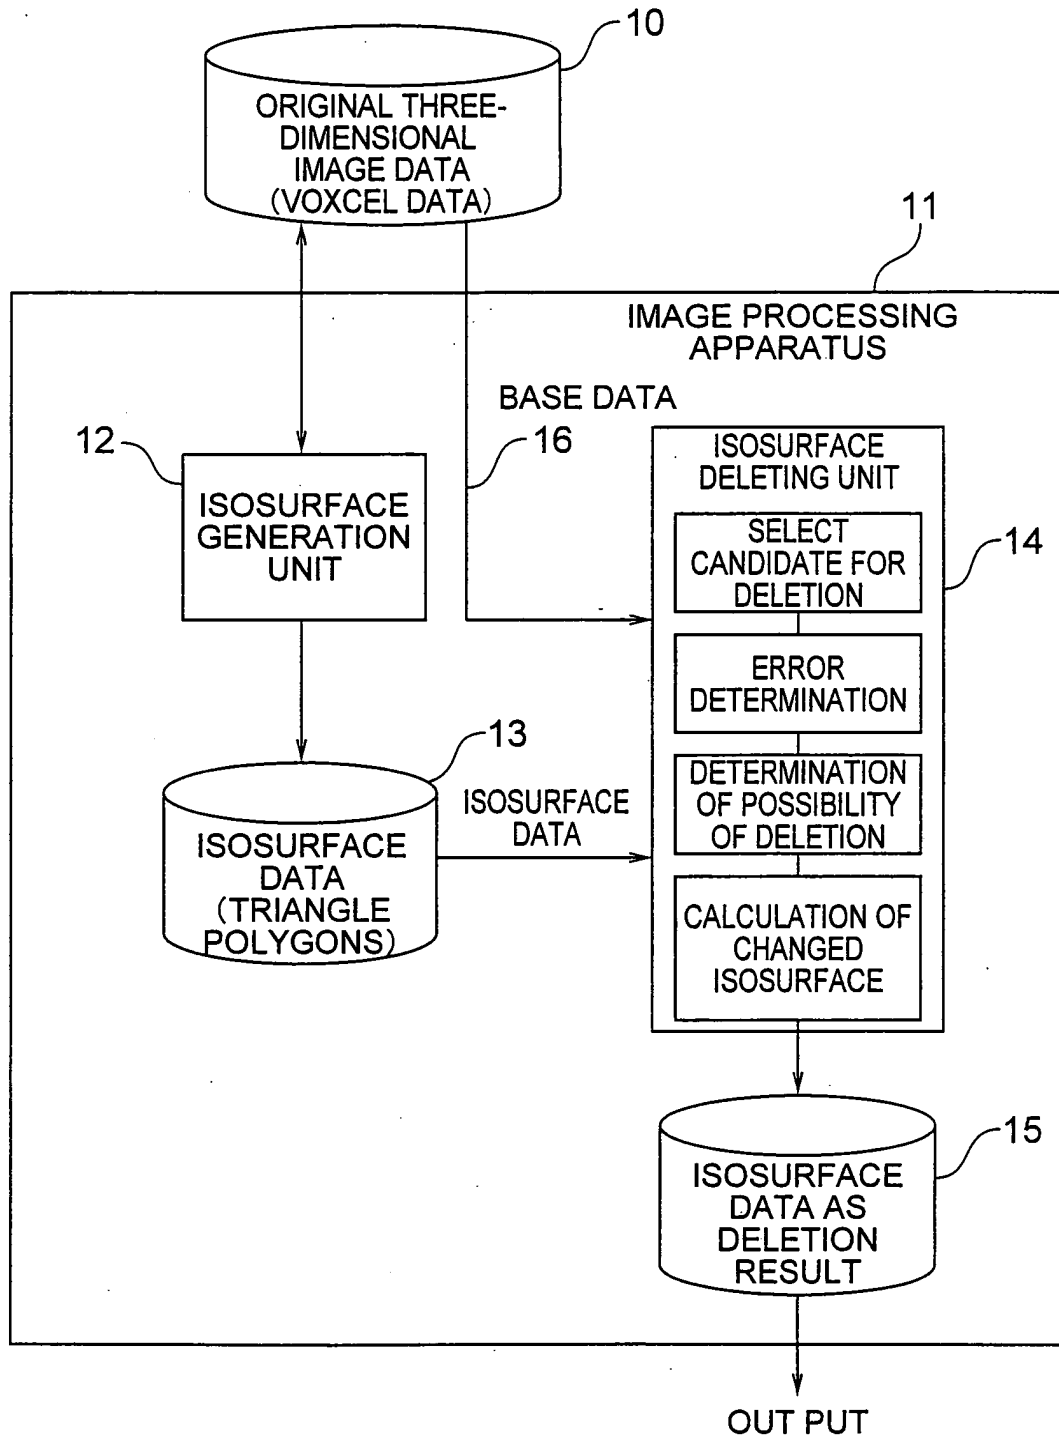 10
ORIGINAL THREE-
DIMENSIONAL
IMAGE DATA
(VOXCEL DATA)
11
IMAGE PROCESSING
APPARATUS
BASE DATA
12
ISOSURFACE
GENERATION
UNIT
16
ISOSURFACE
DELETING UNIT
SELECT
CANDIDATE FOR
DELETION
14
ERROR
DETERMINATION
13
ISOSURFACE
DATA
(TRIANGLE
POLYGONS)
ISOSURFACE
DATA
DETERMINATION
OF POSSIBILITY
OF DELETION
CALCULATION OF
CHANGED
ISOSURFACE
15
ISOSURFACE
DATA AS
DELETION
RESULT
OUT PUT